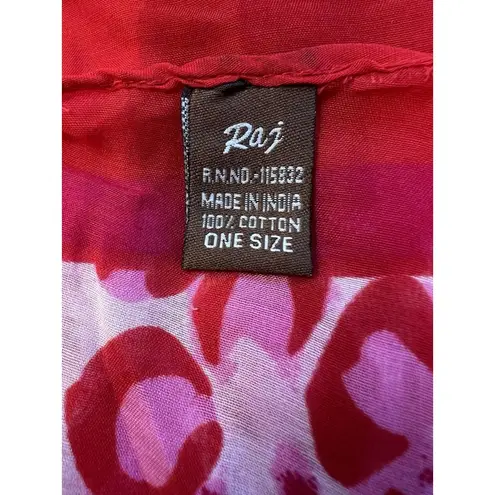 Raj
R.N.NO.-115832
MADE IN INDIA
100% COTTON
ONE SIZE